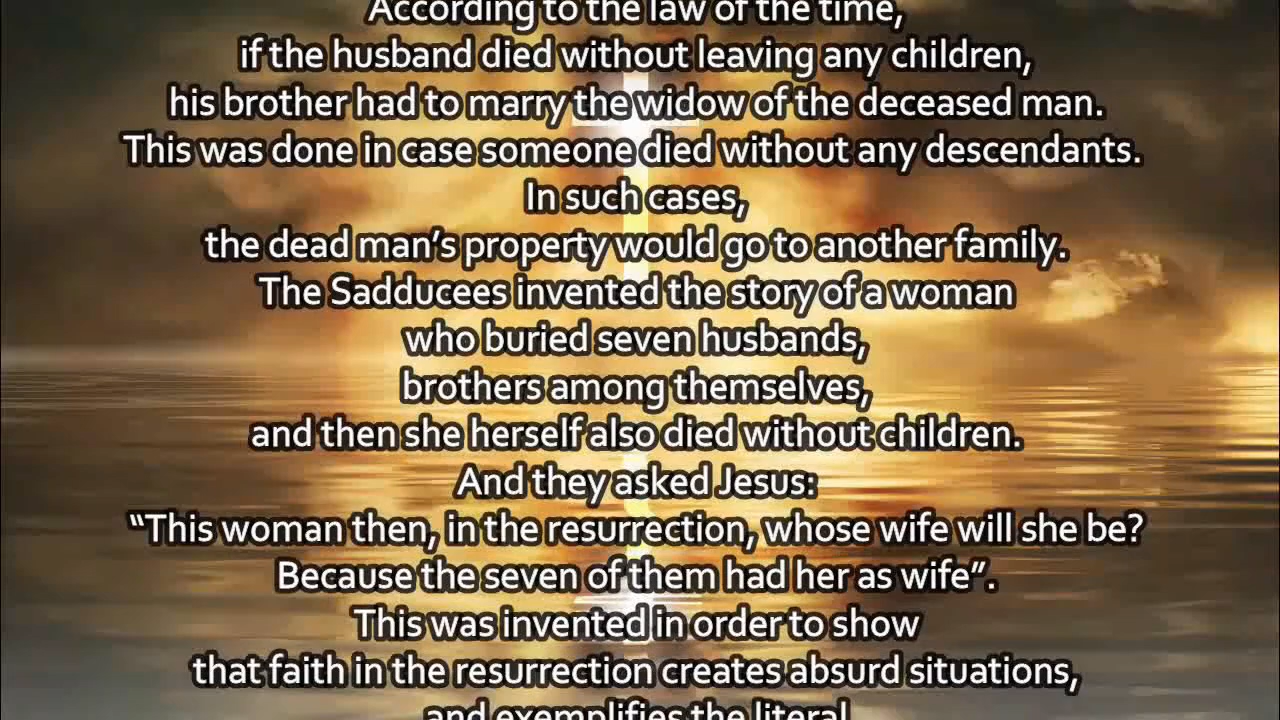 According to the law of the time,
if the husband died without leaving any children,
his brother had to marry the widow of the deceased man.
This was done in case someone died without any descendants.
In such cases,
the dead man's property would go to another family.
The Sadducees invented the story of a woman
who buried seven husbands,
brothers among themselves,
and then she herself also died without children.
And they asked Jesus:
“This woman then, in the resurrection, whose wife will she be?
Because the seven of them had her as wife”.
This was invented in order to show
that faith in the resurrection creates absurd situations,
and exemplifies the literal